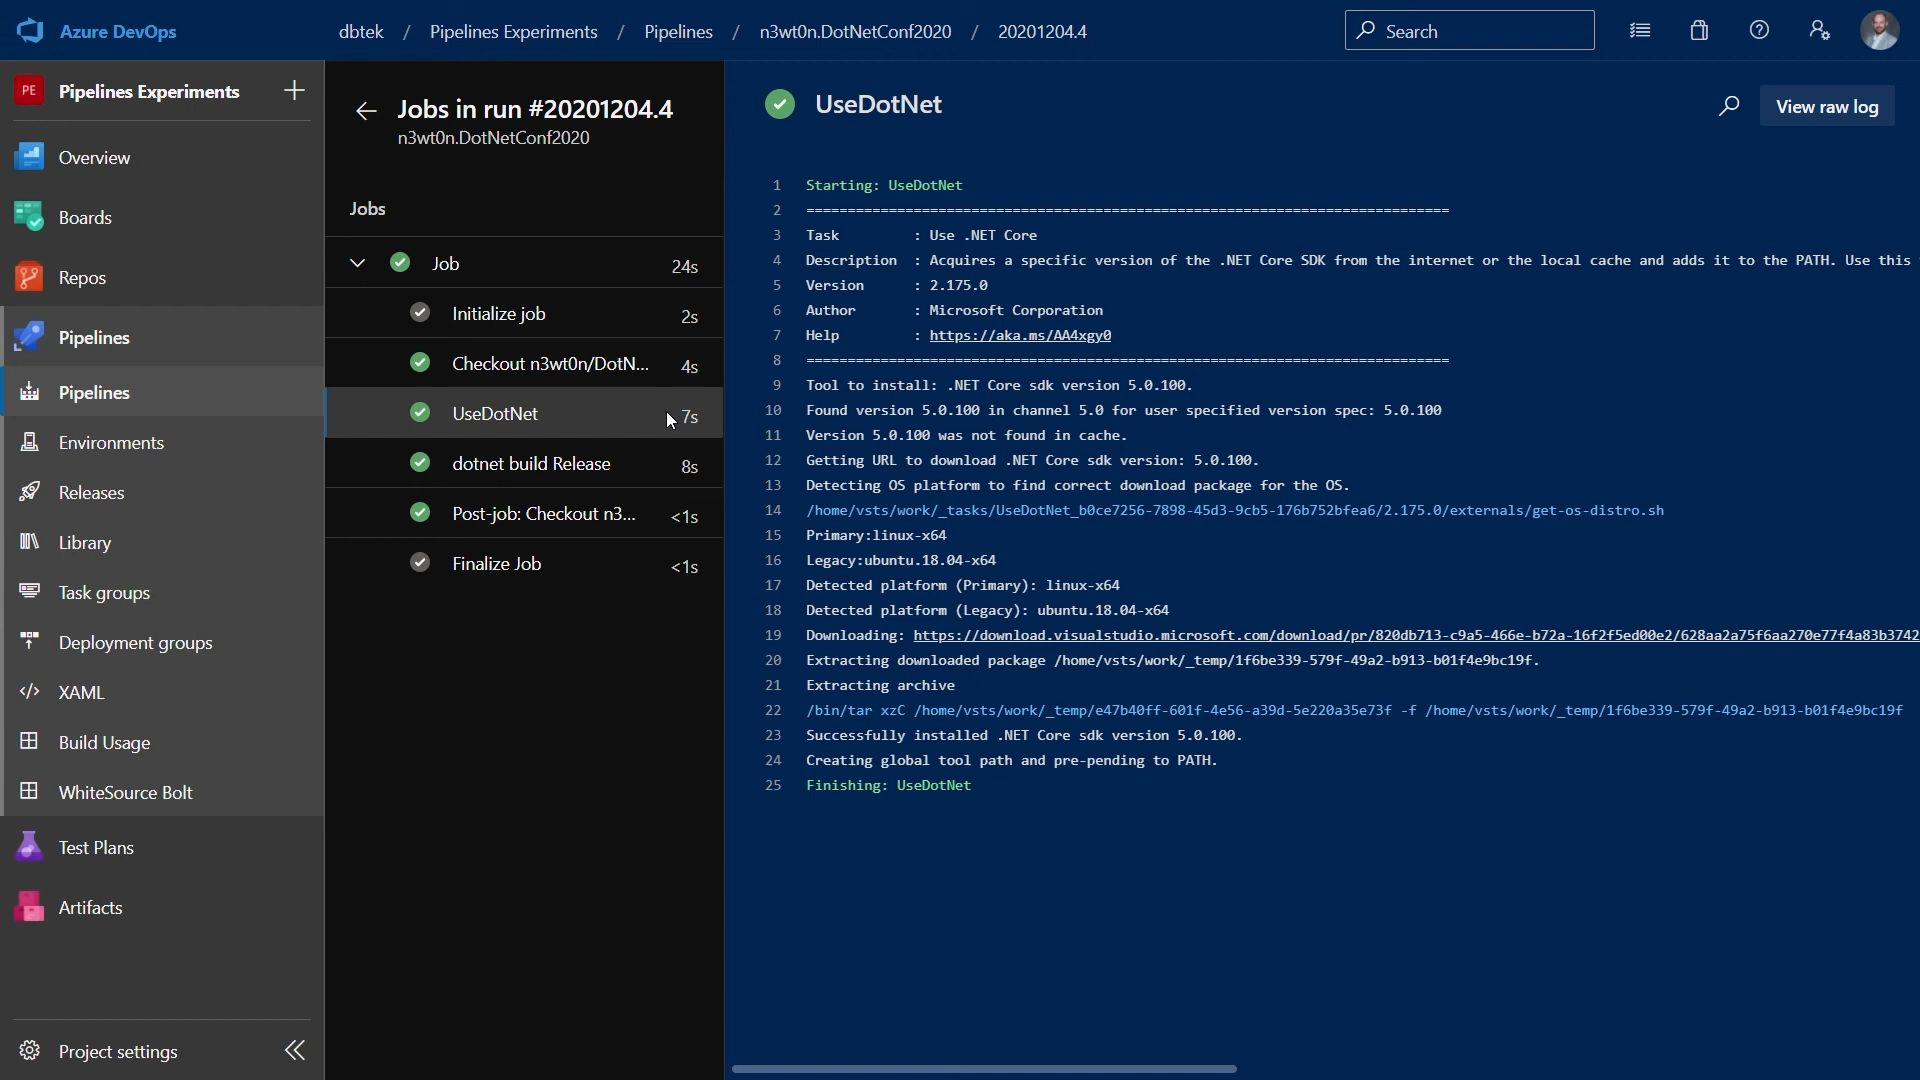 Azure DevOps
dbtek / Pipelines Experiments / Pipelines / n3wt0n.DotNetConf2020 / 20201204.4
Search
PE Pipelines Experiments
Overview
Boards
Repos
Pipelines
Pipelines
Environments
Releases
Library
Task groups
Deployment groups
XAML
Build Usage
WhiteSource Bolt
Test Plans
Artifacts
Project settings
Jobs in run #20201204.4
n3wt0n.DotNetConf2020
Jobs
Job 24s
Initialize job 2s
Checkout n3wt0n/DotN... 4s
UseDotNet 7s
dotnet build Release 8s
Post-job: Checkout n3... <1s
Finalize Job <1s
UseDotNet
View raw log
1 Starting: UseDotNet
2 ==============================================================================
3 Task : Use .NET Core
4 Description : Acquires a specific version of the .NET Core SDK from the internet or the local cache and adds it to the PATH. Use this
5 Version : 2.175.0
6 Author : Microsoft Corporation
7 Help : https://aka.ms/AA4xgy0
8 ==============================================================================
9 Tool to install: .NET Core sdk version 5.0.100.
10 Found version 5.0.100 in channel 5.0 for user specified version spec: 5.0.100
11 Version 5.0.100 was not found in cache.
12 Getting URL to download .NET Core sdk version: 5.0.100.
13 Detecting OS platform to find correct download package for the OS.
14 /home/vsts/work/_tasks/UseDotNet_b0ce7256-7898-45d3-9cb5-176b752bfea6/2.175.0/externals/get-os-distro.sh
15 Primary:linux-x64
16 Legacy:ubuntu.18.04-x64
17 Detected platform (Primary): linux-x64
18 Detected platform (Legacy): ubuntu.18.04-x64
19 Downloading: https://download.visualstudio.microsoft.com/download/pr/820db713-c9a5-466e-b72a-16f2f5ed00e2/628aa2a75f6aa270e77f4a83b3742
20 Extracting downloaded package /home/vsts/work/_temp/1f6be339-579f-49a2-b913-b01f4e9bc19f.
21 Extracting archive
22 /bin/tar xzC /home/vsts/work/_temp/e47b40ff-601f-4e56-a39d-5e220a35e73f -f /home/vsts/work/_temp/1f6be339-579f-49a2-b913-b01f4e9bc19f
23 Successfully installed .NET Core sdk version 5.0.100.
24 Creating global tool path and pre-pending to PATH.
25 Finishing: UseDotNet